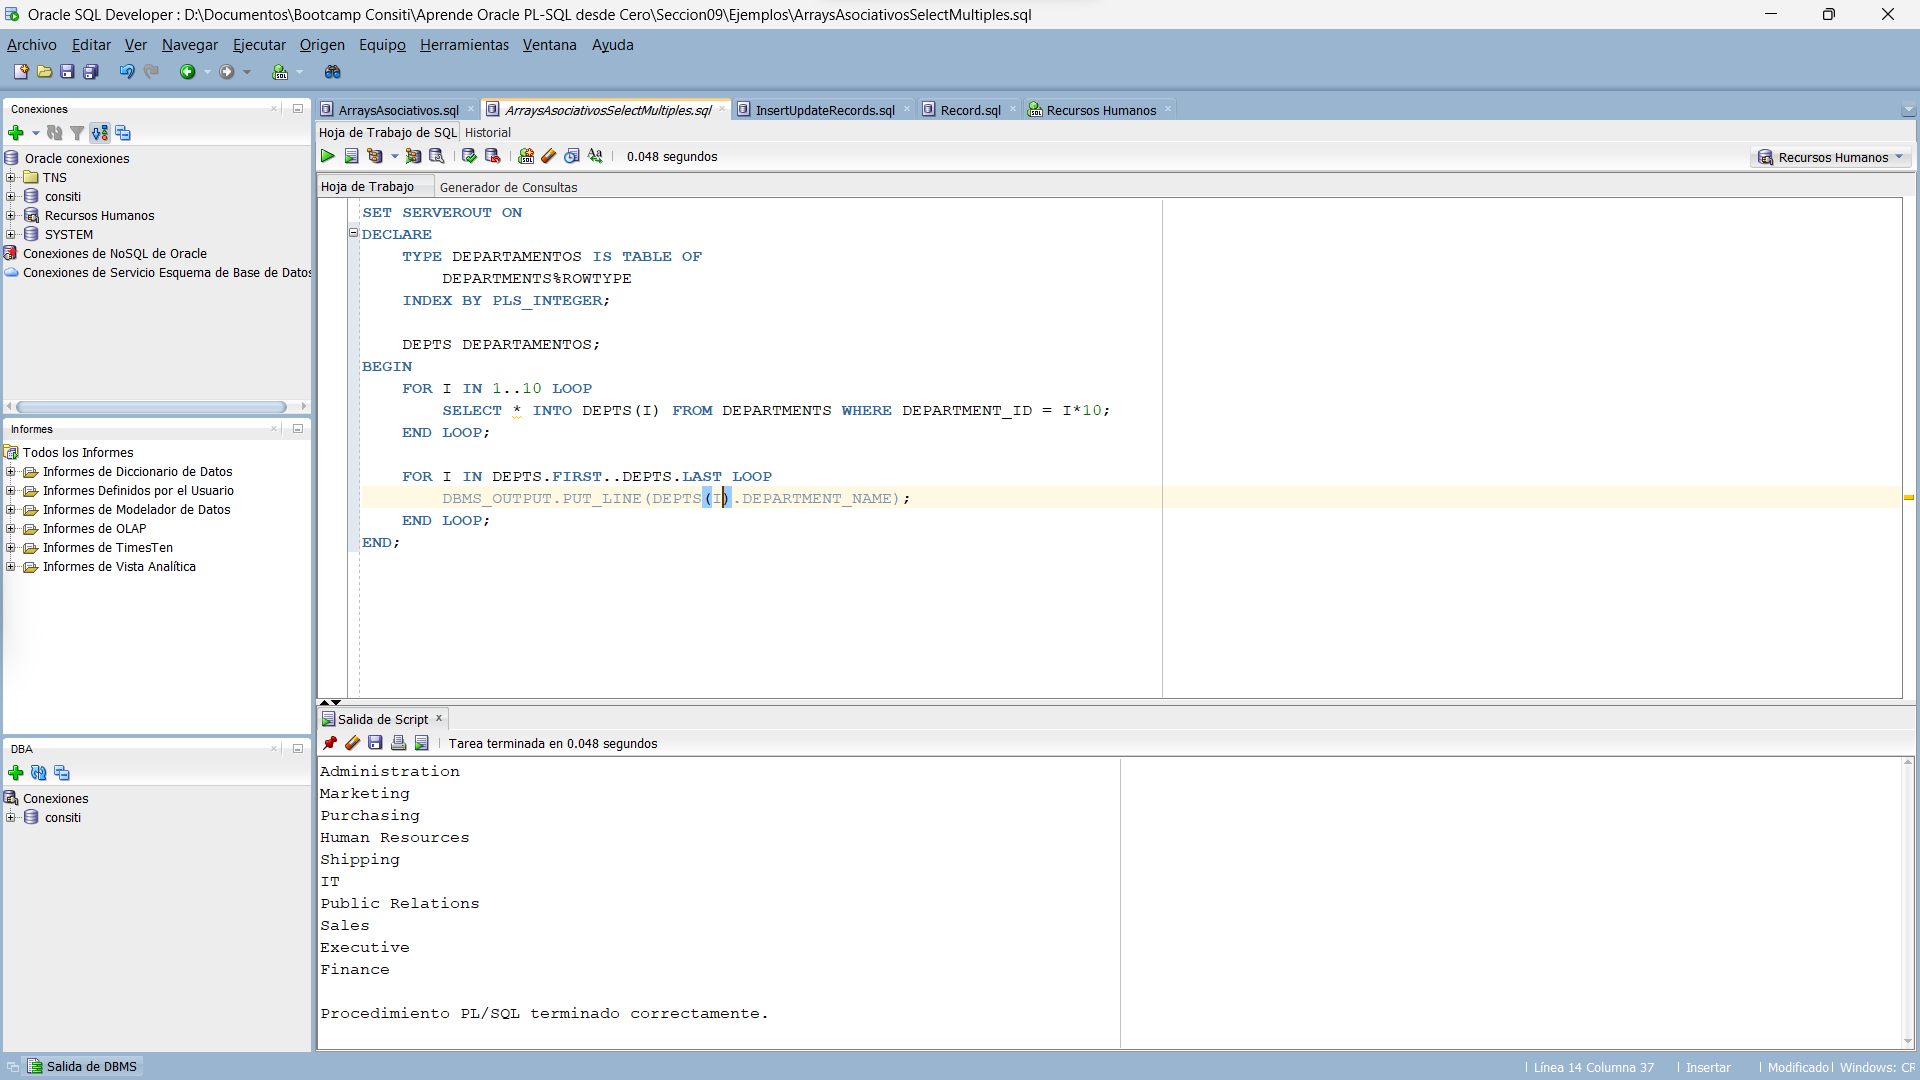 Oracle SQL Developer : D:\Documentos\Bootcamp Consiti\Aprende Oracle PL-SQL desde Cero\Seccion09\Ejemplos\ArraysAsociativosSelectMultiples.sql
Archivo Editar Ver Navegar Ejecutar Origen Equipo Herramientas Ventana Ayuda
Conexiones
Oracle conexiones
TNS
consiti
Recursos Humanos
SYSTEM
Conexiones de NoSQL de Oracle
Conexiones de Servicio Esquema de Base de Datos
Informes
Todos los Informes
Informes de Diccionario de Datos
Informes Definidos por el Usuario
Informes de Modelador de Datos
Informes de OLAP
Informes de TimesTen
Informes de Vista Analítica
DBA
Conexiones
consiti
ArraysAsociativos.sql ArraysAsociativosSelectMultiples.sql InsertUpdateRecords.sql Record.sql Recursos Humanos
Hoja de Trabajo de SQL Historial
0.048 segundos Recursos Humanos
Hoja de Trabajo Generador de Consultas
SET SERVEROUT ON
DECLARE
    TYPE DEPARTAMENTOS IS TABLE OF
        DEPARTMENTS%ROWTYPE
    INDEX BY PLS_INTEGER;

    DEPTS DEPARTAMENTOS;
BEGIN
    FOR I IN 1..10 LOOP
        SELECT * INTO DEPTS(I) FROM DEPARTMENTS WHERE DEPARTMENT_ID = I*10;
    END LOOP;

    FOR I IN DEPTS.FIRST..DEPTS.LAST LOOP
        DBMS_OUTPUT.PUT_LINE(DEPTS(I).DEPARTMENT_NAME);
    END LOOP;
END;
Salida de Script
Tarea terminada en 0.048 segundos
Administration
Marketing
Purchasing
Human Resources
Shipping
IT
Public Relations
Sales
Executive
Finance

Procedimiento PL/SQL terminado correctamente.
Salida de DBMS
Línea 14 Columna 37 Insertar Modificado Windows: CR